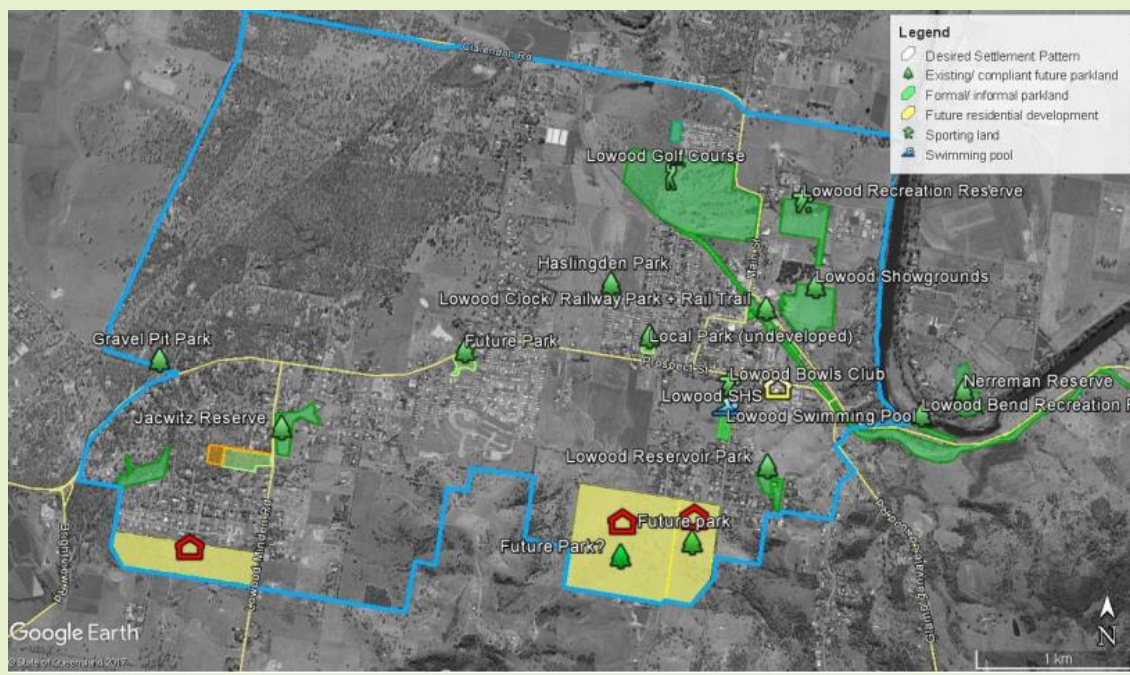 Legend
Desired Settlement Pattern
Existing/ compliant future parkland
Formal/ informal parkland
Future residential development
Sporting land
Swimming pool
Clarendon Rd
Lowood Golf Course
Lowood Recreation Reserve
Main St
Haslingden Park
Lowood Showgrounds
Lowood Clock/ Railway Park + Rail Trail
Gravel Pit Park
Future Park
Local Park (undeveloped)
Prospect St
Lowood Bowls Club
Nerreman Reserve
Lowood SHS
Jacwitz Reserve
Lowood Swimming Pool
Lowood Bend Recreation R
Lowood Reservoir Park
Future park
Future Park?
Lowood Minden Rd
Google Earth
© State of Queensland 2017
N
1 km